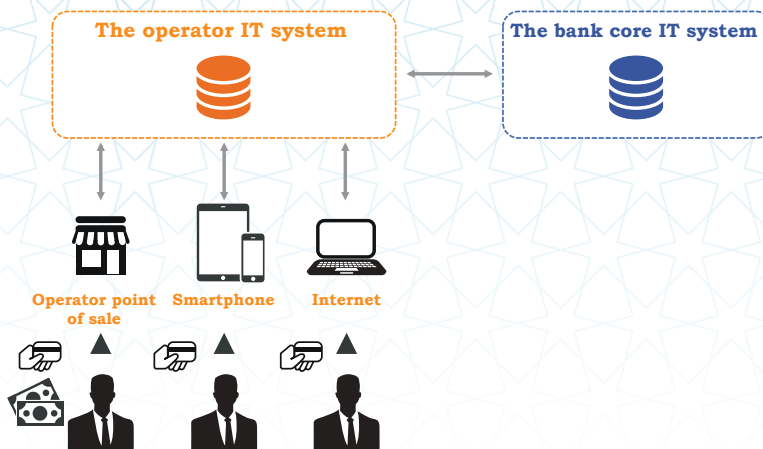 The operator IT system
The bank core IT system
Operator point
of sale
Smartphone
Internet